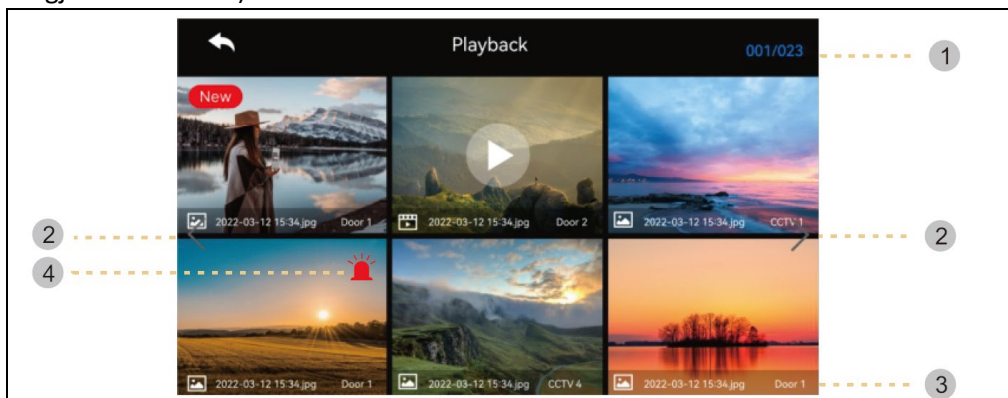 Playback
001/023
1
New
2022-03-12 15:34.jpg Door 1
2022-03-12 15:34.jpg Door 2
2022-03-12 15:34.jpg CCTV 1
2
2
4
2022-03-12 15:34.jpg Door 1
2022-03-12 15:34.jpg CCTV 4
2022-03-12 15:34.jpg Door 1
3